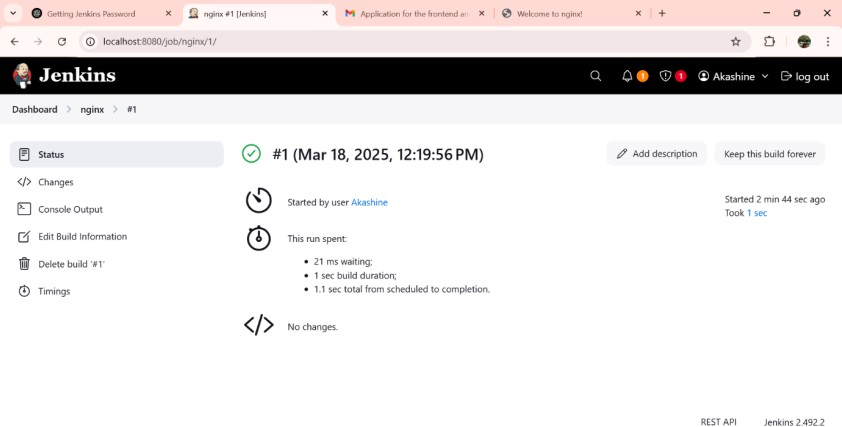 Getting Jenkins Password
nginx #1 [Jenkins]
Application for the frontend an
Welcome to nginx!
localhost:8080/job/nginx/1/
Jenkins
1
1
Akashine
log out
Dashboard > nginx > #1
Status
Changes
Console Output
Edit Build Information
Delete build '#1'
Timings
#1 (Mar 18, 2025, 12:19:56 PM)
Add description
Keep this build forever
Started by user Akashine
Started 2 min 44 sec ago
Took 1 sec
This run spent:
• 21 ms waiting;
• 1 sec build duration;
• 1.1 sec total from scheduled to completion.
No changes.
REST API
Jenkins 2.492.2